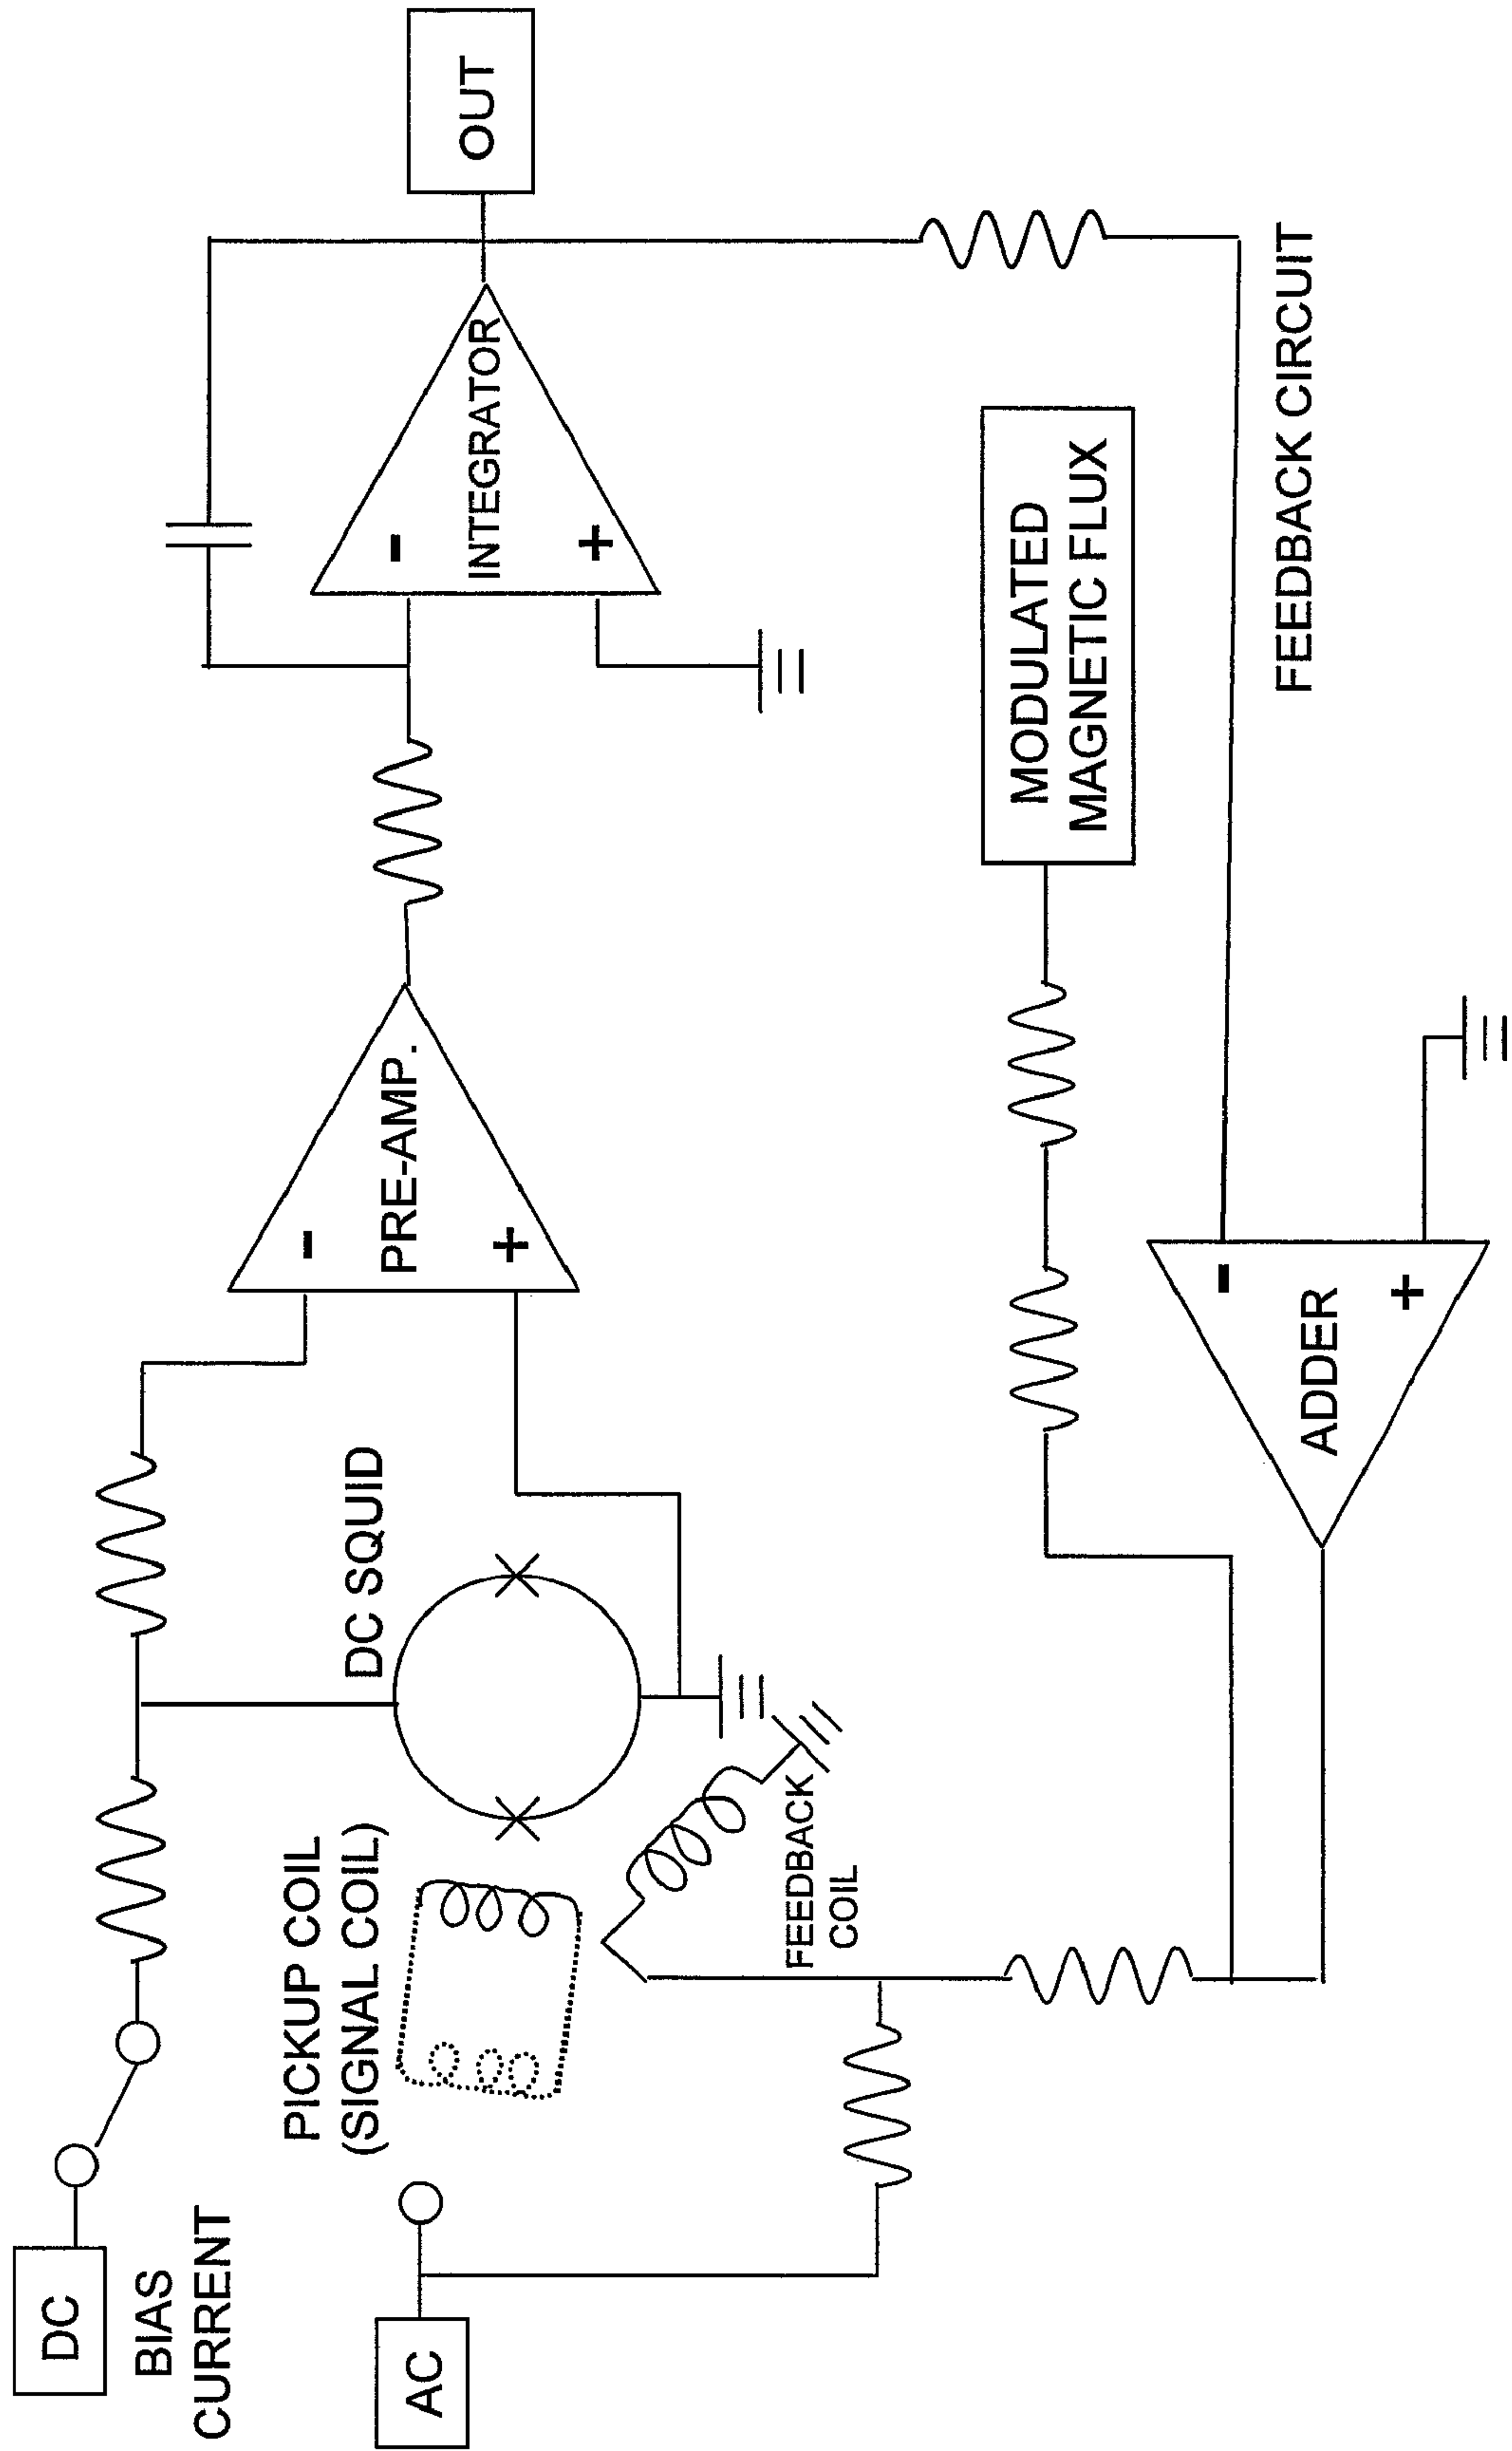 DC
BIAS
CURRENT
AC
PICKUP COIL
(SIGNAL COIL)
DC SQUID
FEEDBACK
COIL
-
+
PRE-AMP.
-
+
INTEGRATOR
OUT
MODULATED
MAGNETIC FLUX
-
+
ADDER
FEEDBACK CIRCUIT